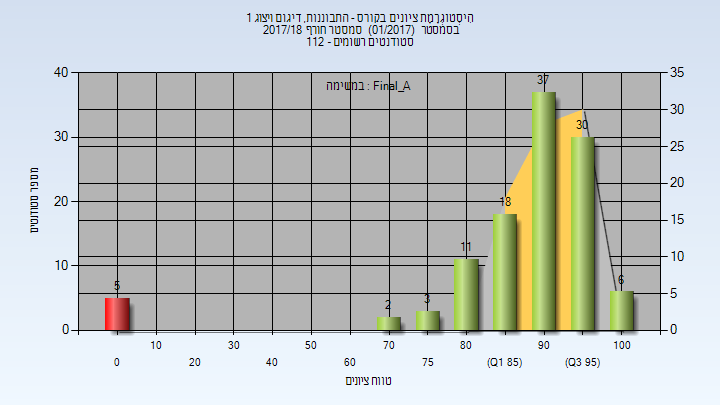 היסטוגרמת ציונים בקורס - התבוננות, דיגום ויצוג 1
בסמסטר (01/2017) סמסטר חורף 2017/18
סטודנטים רשומים - 112
במשימה : Final_A
40 35
30 30
25
20 20
15
10 10
5
0 0
5 2 3 11 18 37 30 6
מספר סטודנטים
10 30 50 70 80 90 100
0 20 40 60 75 (Q1 85) (Q3 95)
טווח ציונים